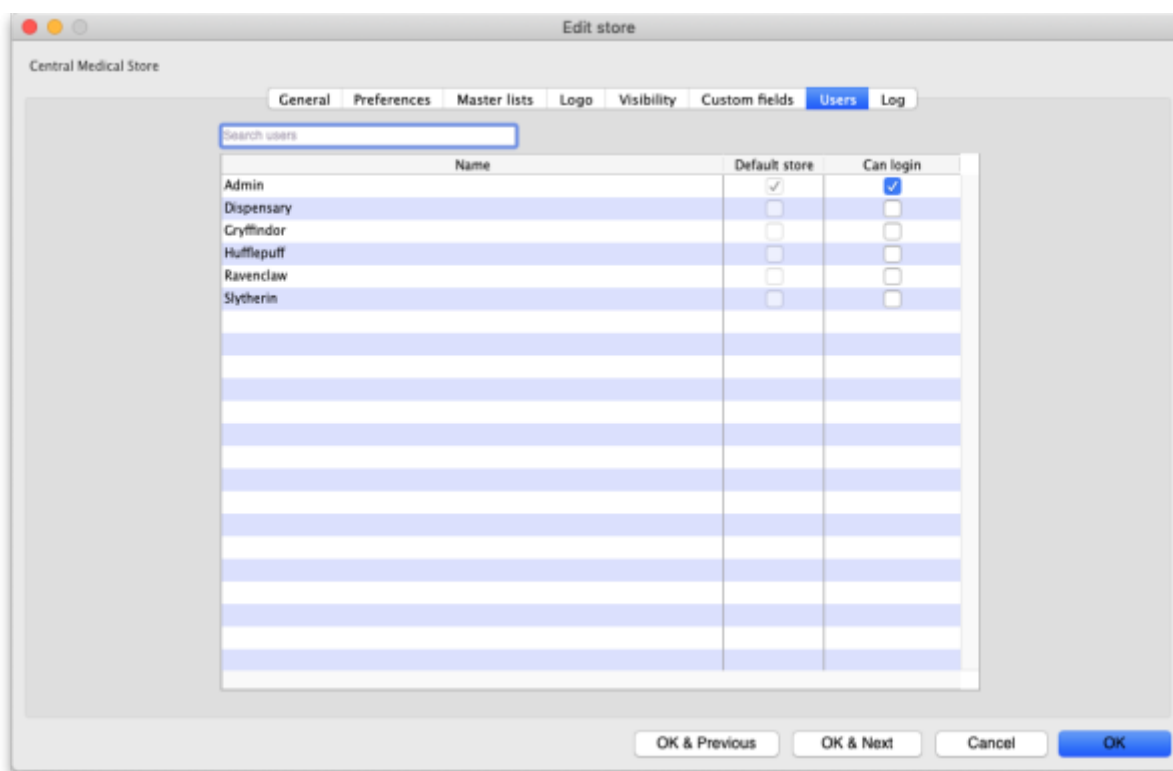 Edit store
Central Medical Store
General Preferences Master lists Logo Visibility Custom fields Users Log
Search users
Name Default store Can login
Admin
Dispensary
Gryffindor
Hufflepuff
Ravenclaw
Slytherin
OK & Previous OK & Next Cancel OK